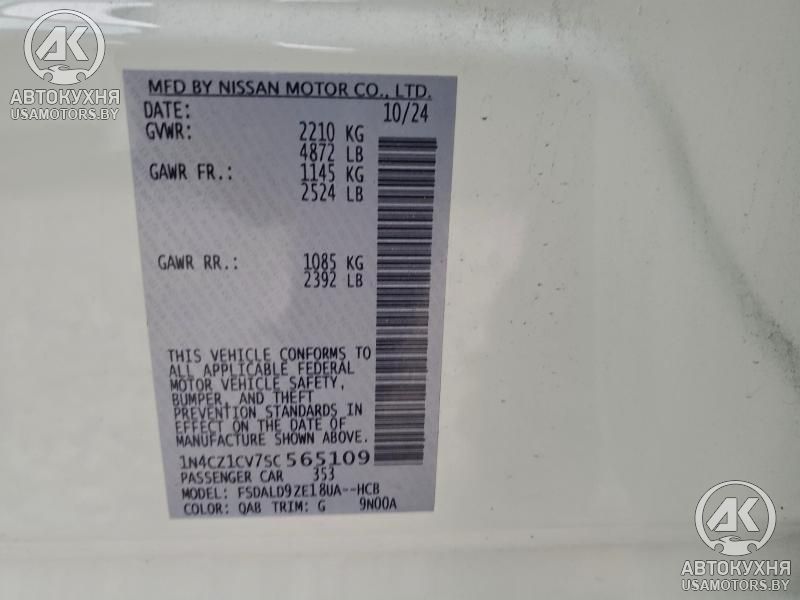 AK
АВТОКУХНЯ
USAMOTORS.BY
MFD BY NISSAN MOTOR CO., LTD.
DATE: 10/24
GVWR: 2210 KG
4872 LB
GAWR FR.: 1145 KG
2524 LB
GAWR RR.: 1085 KG
2392 LB
THIS VEHICLE CONFORMS TO
ALL APPLICABLE FEDERAL
MOTOR VEHICLE SAFETY,
BUMPER, AND THEFT
PREVENTION STANDARDS IN
EFFECT ON THE DATE OF
MANUFACTURE SHOWN ABOVE.
1N4CZ1CV7SC565109
PASSENGER CAR 353
MODEL: FSDALD9ZE18UA--HCB
COLOR: QAB TRIM: G 9N00A
AK
АВТОКУХНЯ
USAMOTORS.BY